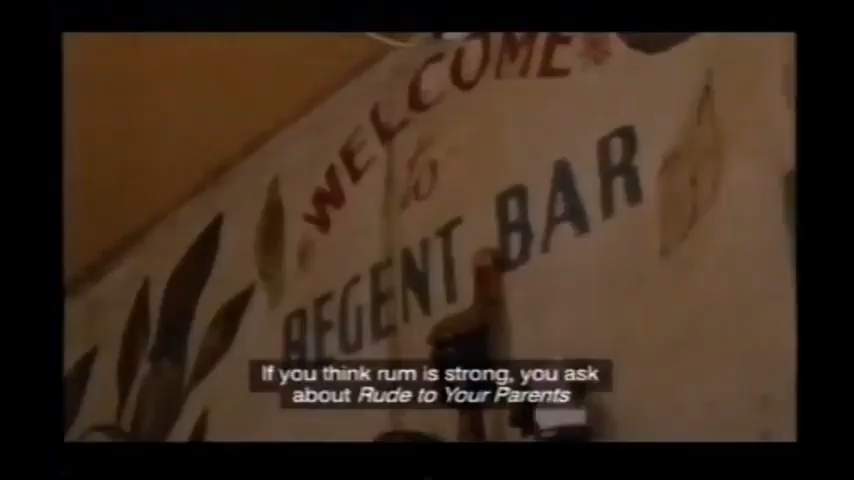 WELCOME
to
REGENT BAR
If you think rum is strong, you ask
about Rude to Your Parents